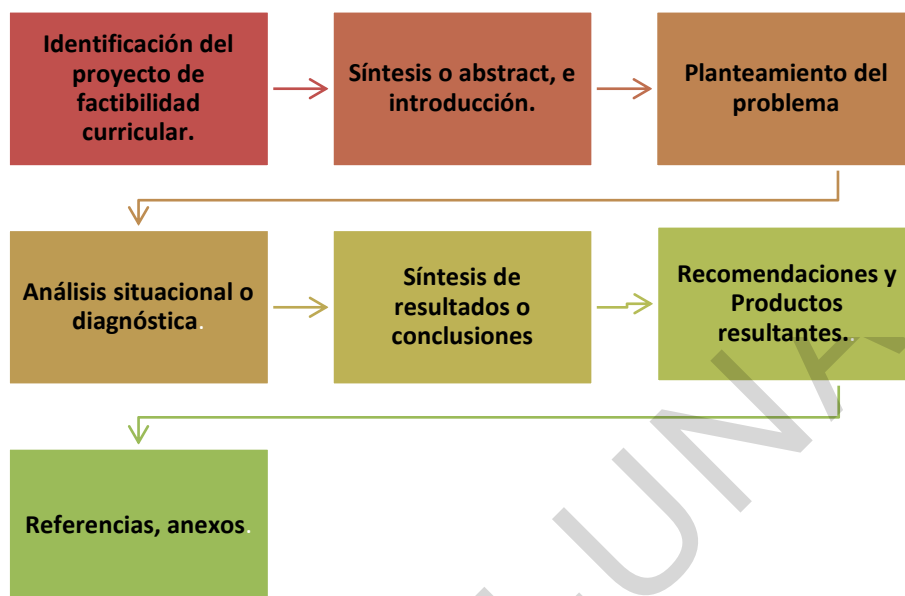 Identificación del
proyecto de
factibilidad
curricular.
Síntesis o abstract, e
introducción.
Planteamiento del
problema
Análisis situacional o
diagnóstica.
Síntesis de
resultados o
conclusiones
Recomendaciones y
Productos
resultantes..
Referencias, anexos.
UNA